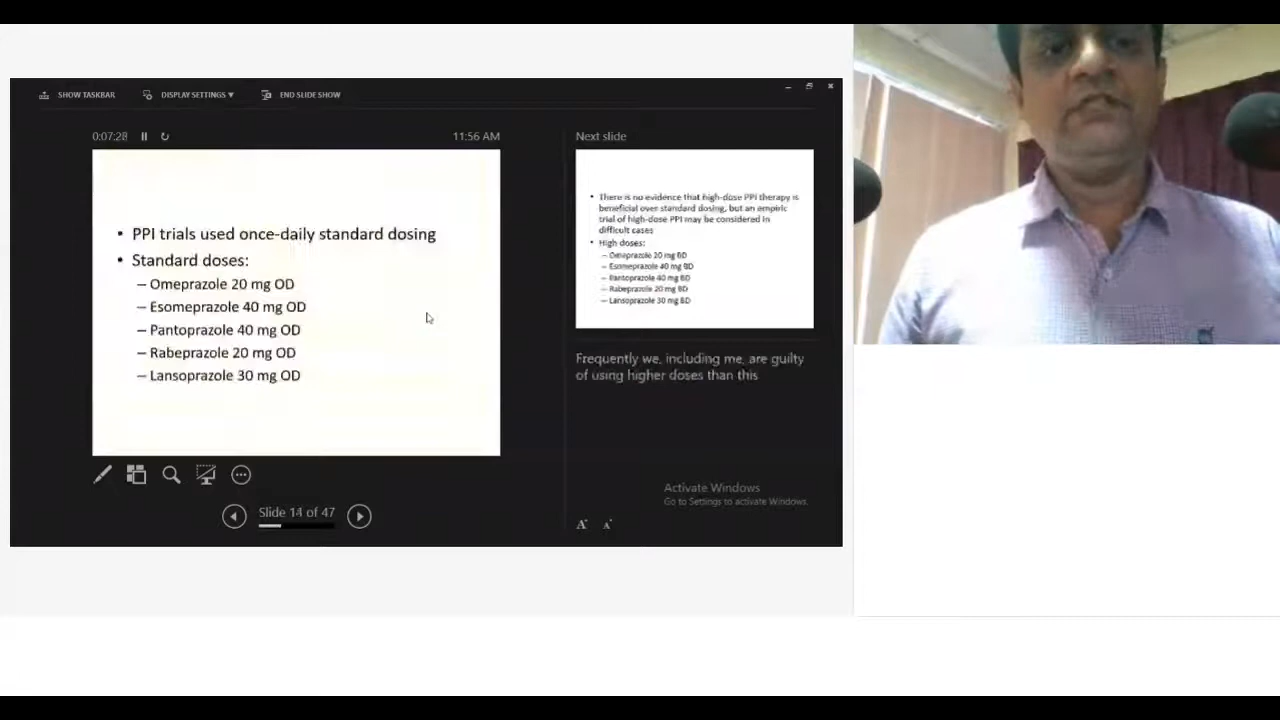 SHOW TASKBAR
DISPLAY SETTINGS ▼
END SLIDE SHOW
0:07:28
11:56 AM
• PPI trials used once-daily standard dosing
• Standard doses:
– Omeprazole 20 mg OD
– Esomeprazole 40 mg OD
– Pantoprazole 40 mg OD
– Rabeprazole 20 mg OD
– Lansoprazole 30 mg OD
Slide 14 of 47
Next slide
• There is no evidence that high-dose PPI therapy is
beneficial over standard dosing, but an empiric
trial of high-dose PPI may be considered in
difficult cases
• High doses:
– Omeprazole 20 mg BD
– Esomeprazole 40 mg BD
– Pantoprazole 40 mg BD
– Rabeprazole 20 mg BD
– Lansoprazole 30 mg BD
Frequently we, including me, are guilty
of using higher doses than this
Activate Windows
Go to Settings to activate Windows.
A A